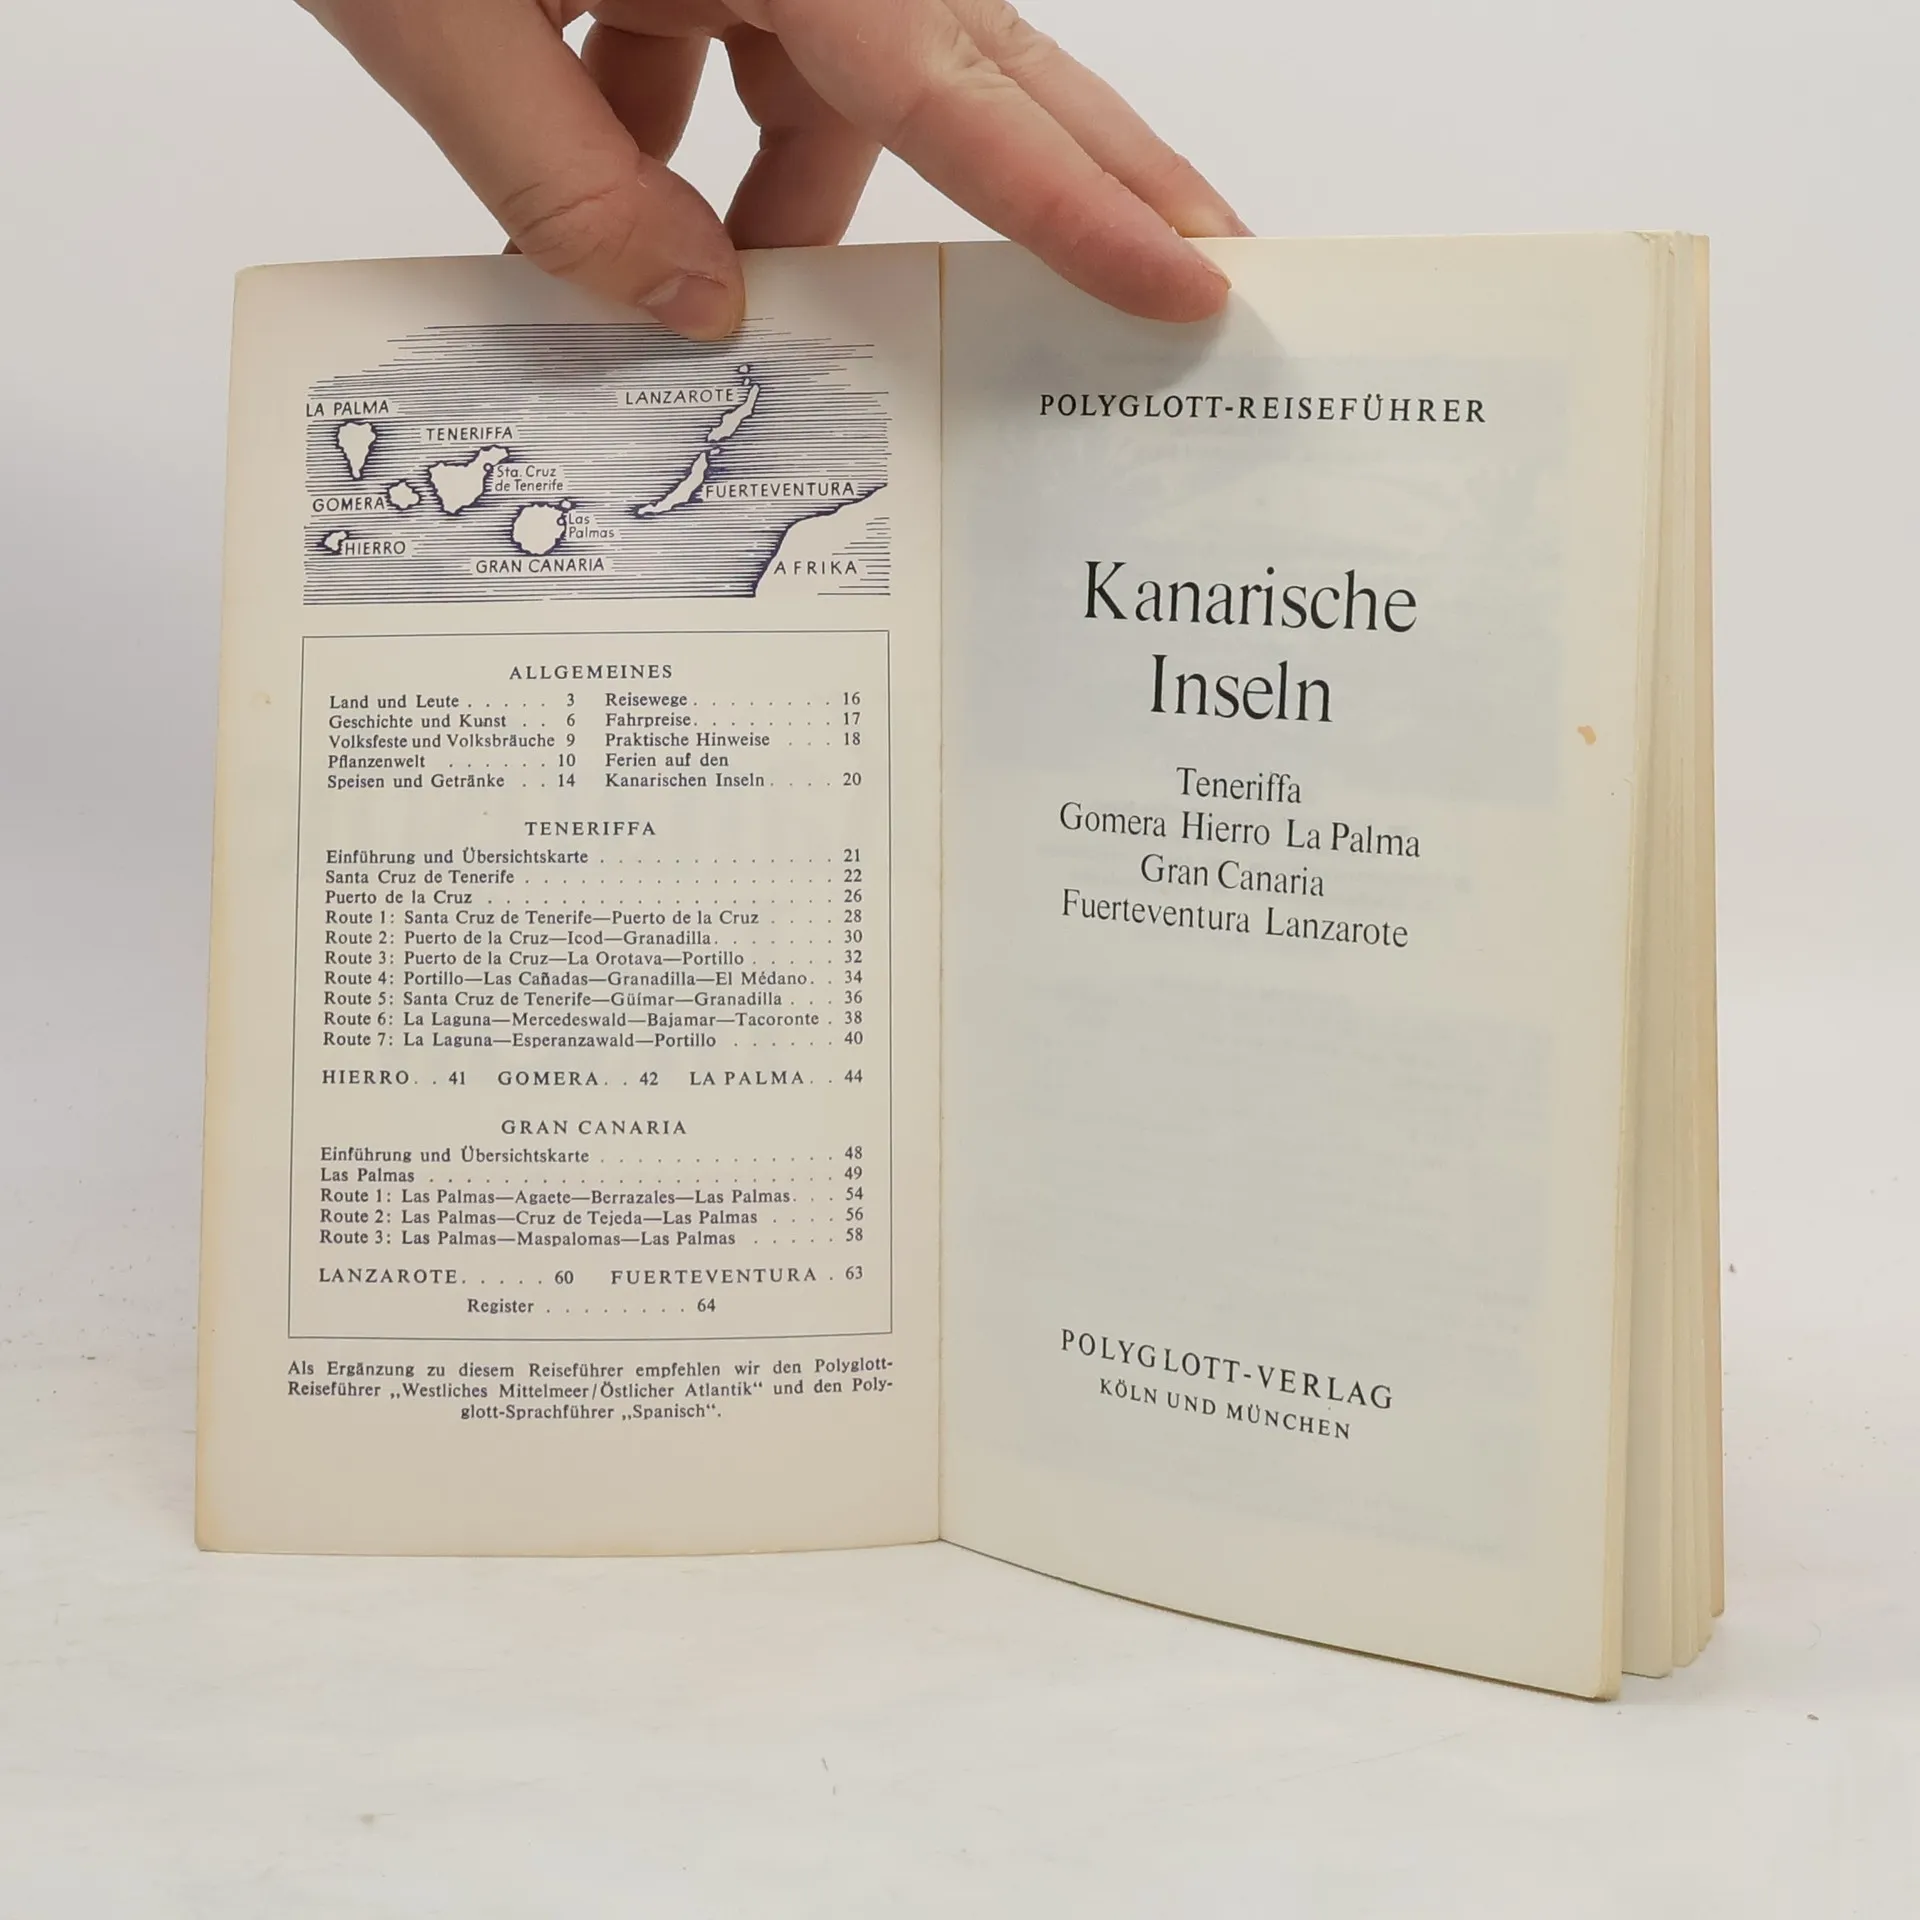 LA PALMA
TENERIFFA
LANZAROTE
Sta. Cruz
de Tenerife
GOMERA
FUERTEVENTURA
Las
Palmas
HIERRO
GRAN CANARIA
AFRIKA
ALLGEMEINES
Land und Leute . . . . . 3
Geschichte und Kunst . . 6
Volksfeste und Volksbräuche 9
Pflanzenwelt . . . . . . 10
Speisen und Getränke . . 14
Reisewege . . . . . . . . 16
Fahrpreise. . . . . . . . 17
Praktische Hinweise . . . 18
Ferien auf den
Kanarischen Inseln. . . . 20
TENERIFFA
Einführung und Übersichtskarte . . . . . . . . . . . . . 21
Santa Cruz de Tenerife . . . . . . . . . . . . . . . . . 22
Puerto de la Cruz . . . . . . . . . . . . . . . . . . . 26
Route 1: Santa Cruz de Tenerife—Puerto de la Cruz . . . . 28
Route 2: Puerto de la Cruz—Icod—Granadilla. . . . . . . 30
Route 3: Puerto de la Cruz—La Orotava—Portillo . . . . . 32
Route 4: Portillo—Las Cañadas—Granadilla—El Médano. . 34
Route 5: Santa Cruz de Tenerife—Güímar—Granadilla . . . 36
Route 6: La Laguna—Mercedeswald—Bajamar—Tacoronte . 38
Route 7: La Laguna—Esperanzawald—Portillo . . . . . . 40
HIERRO. . 41 GOMERA. . 42 LA PALMA. . 44
GRAN CANARIA
Einführung und Übersichtskarte . . . . . . . . . . . . . 48
Las Palmas . . . . . . . . . . . . . . . . . . . . . . 49
Route 1: Las Palmas—Agaete—Berrazales—Las Palmas. . . 54
Route 2: Las Palmas—Cruz de Tejeda—Las Palmas . . . . 56
Route 3: Las Palmas—Maspalomas—Las Palmas . . . . . 58
LANZAROTE. . . . . 60 FUERTEVENTURA . 63
Register . . . . . . . . 64
Als Ergänzung zu diesem Reiseführer empfehlen wir den Polyglott-
Reiseführer „Westliches Mittelmeer/Östlicher Atlantik“ und den Poly-
glott-Sprachführer „Spanisch“.
POLYGLOTT-REISEFÜHRER
Kanarische
Inseln
Teneriffa
Gomera Hierro La Palma
Gran Canaria
Fuerteventura Lanzarote
POLYGLOTT-VERLAG
KÖLN UND MÜNCHEN